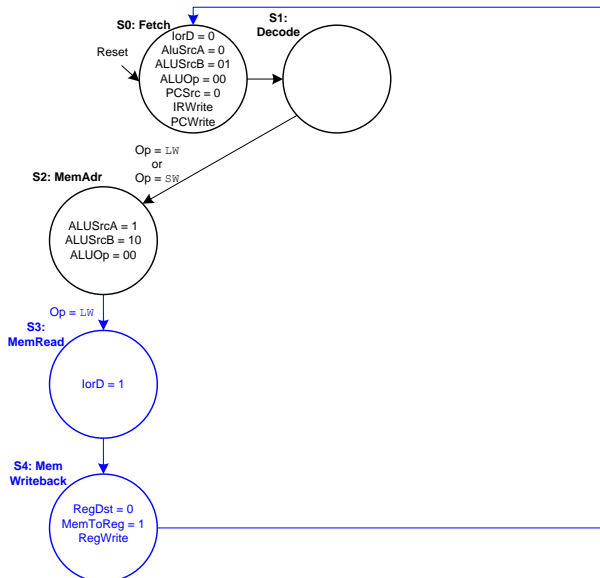 S0: Fetch
S1:
Decode
Reset
IorD = 0
AluSrcA = 0
ALUSrcB = 01
ALUOp = 00
PCSrc = 0
IRWrite
PCWrite
Op = LW
or
Op = SW
S2: MemAdr
ALUSrcA = 1
ALUSrcB = 10
ALUOp = 00
Op = LW
S3:
MemRead
IorD = 1
S4: Mem
Writeback
RegDst = 0
MemToReg = 1
RegWrite